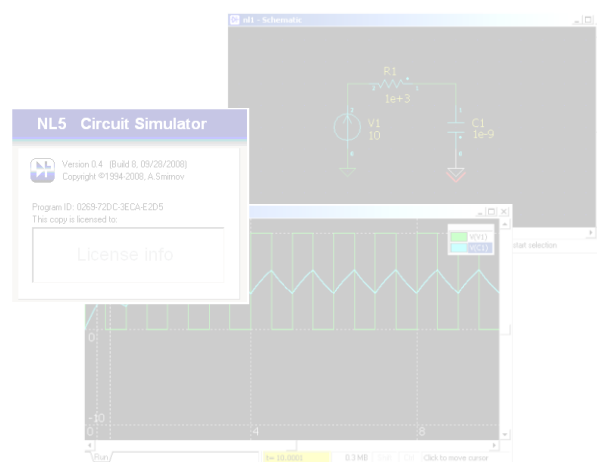 nl1 - Schematic
R1
1e+3
V1
10
C1
1e-9
NL5 Circuit Simulator
Version 0.4 (Build 8, 09/28/2008)
Copyright ©1994-2008, A.Smirnov
Program ID: 0269-72DC-3ECA-E2D5
This copy is licensed to:
License info
start selection
V(V1)
V(C1)
0
-10
0
4
8
Run
t= 10.0001
0.3 MB
Click to move cursor